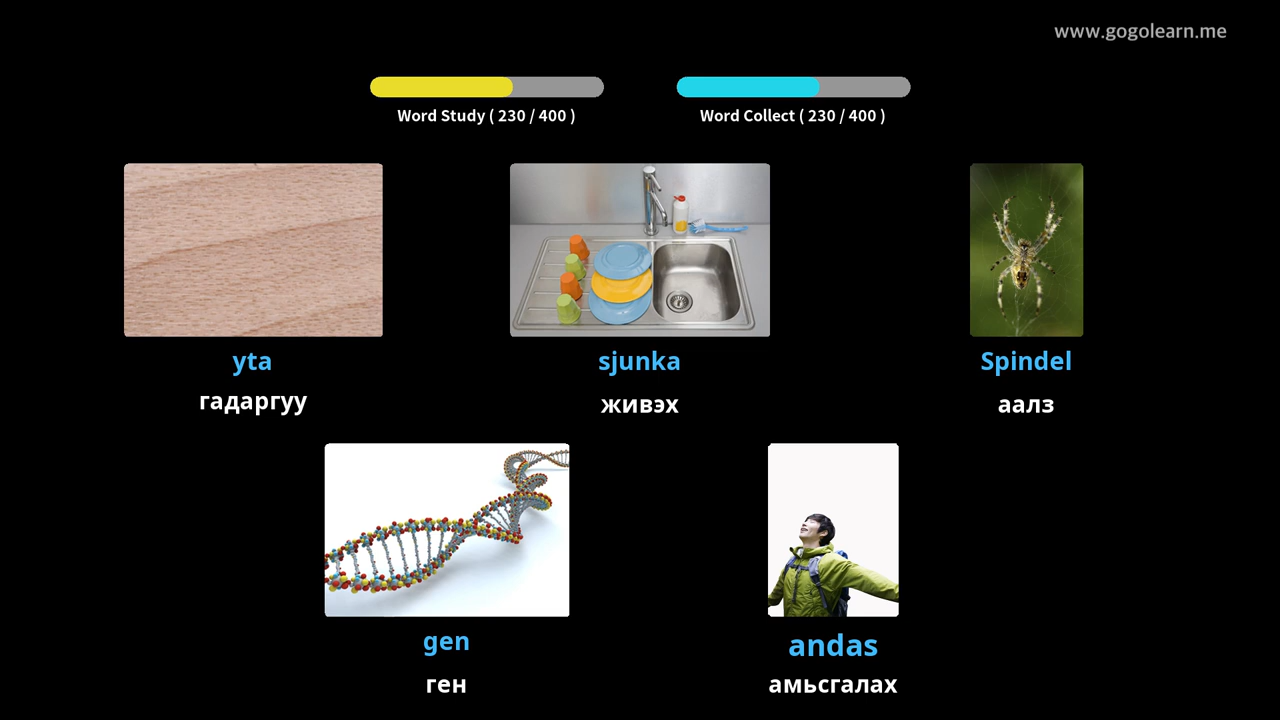 www.gogolearn.me
Word Study ( 230 / 400 )
Word Collect ( 230 / 400 )
yta
гадаргуу
sjunka
живэх
Spindel
аалз
gen
ген
andas
амьсгалах